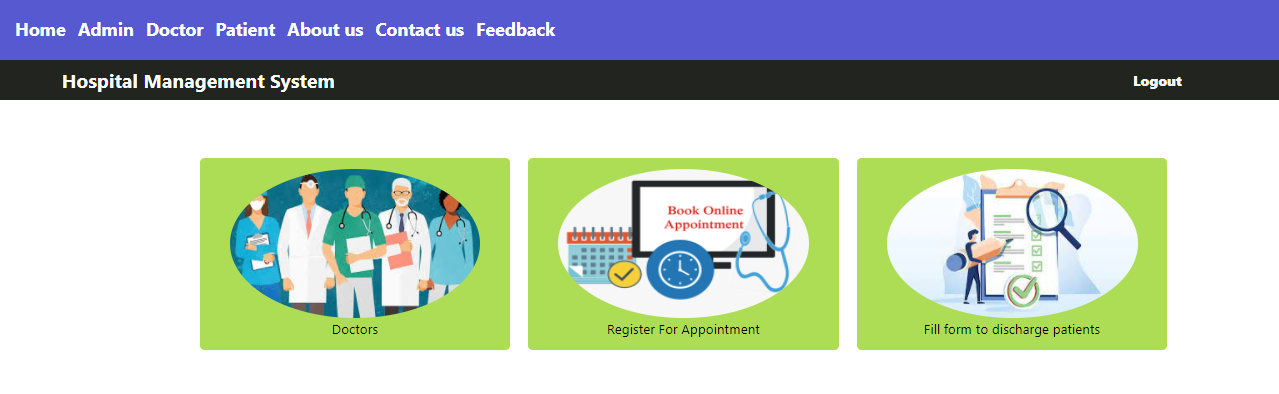 Home Admin Doctor Patient About us Contact us Feedback
Hospital Management System Logout
Book Online
Appointment
Doctors
Register For Appointment
Fill form to discharge patients